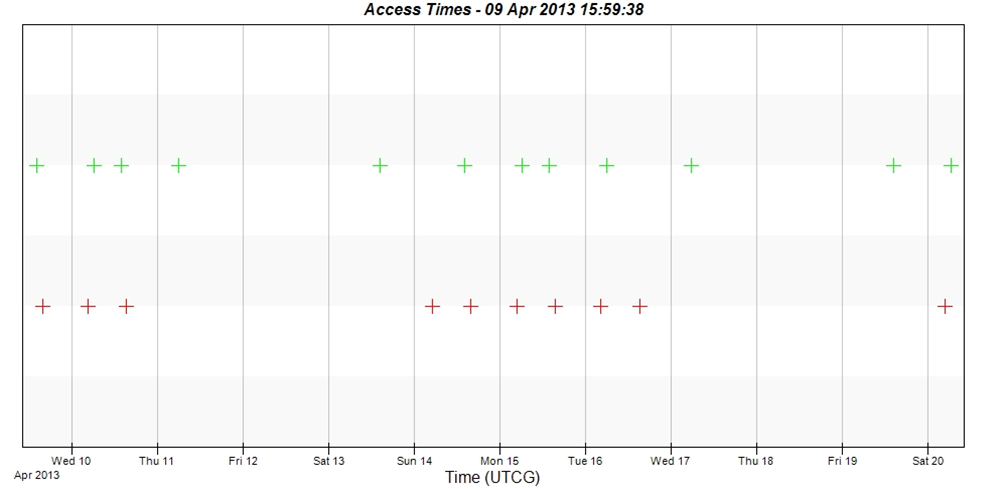 Access Times - 09 Apr 2013 15:59:38
Wed 10 Thu 11 Fri 12 Sat 13 Sun 14 Mon 15 Tue 16 Wed 17 Thu 18 Fri 19 Sat 20
Apr 2013
Time (UTCG)